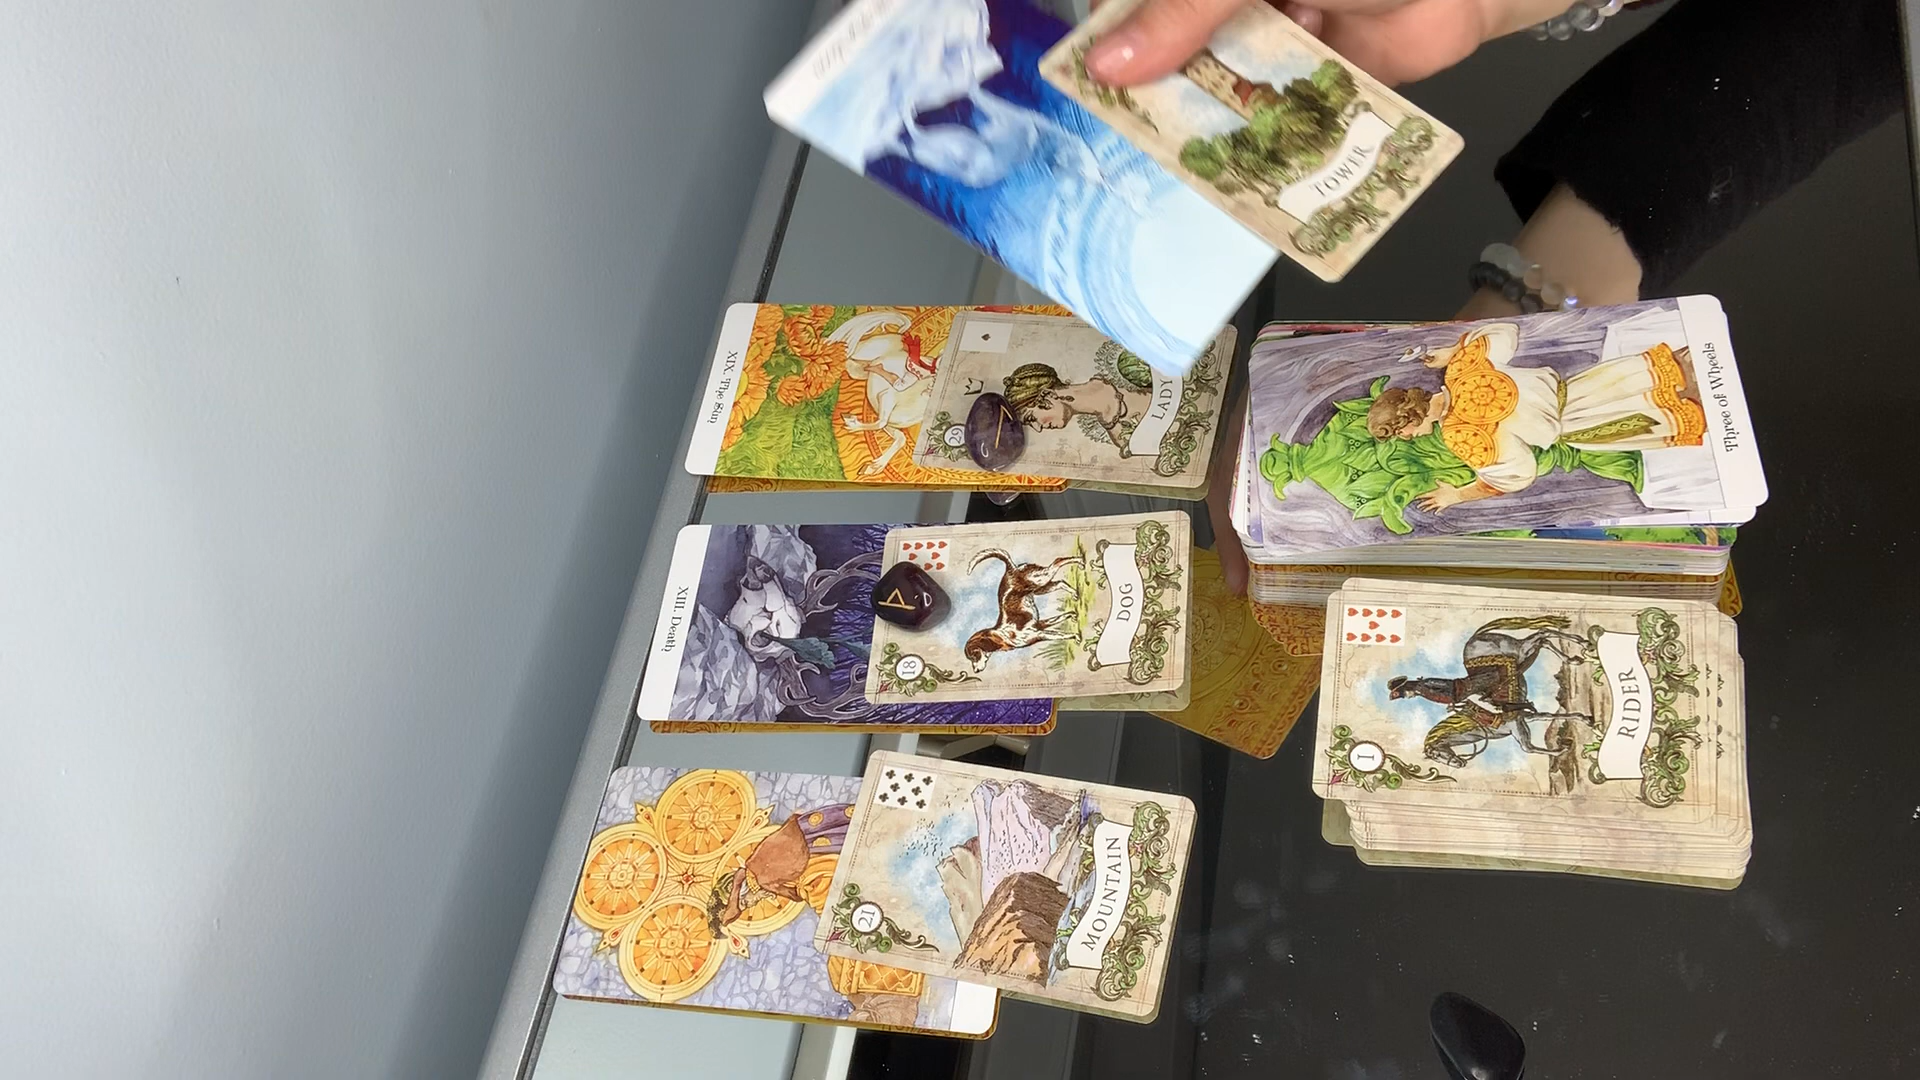 TOWER
XIX. The Sun
29
LADY
XIII. Death
18
DOG
21
MOUNTAIN
Three of Wheels
1
RIDER